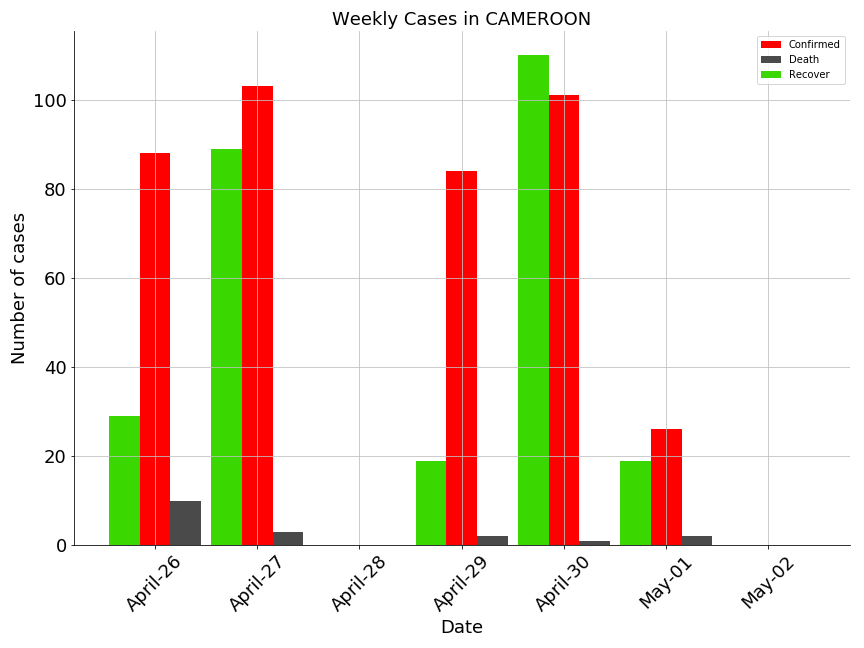 Weekly Cases in CAMEROON
Confirmed
Death
Recover
Number of cases
100
80
60
40
20
0
April-26
April-27
April-28
April-29
April-30
May-01
May-02
Date